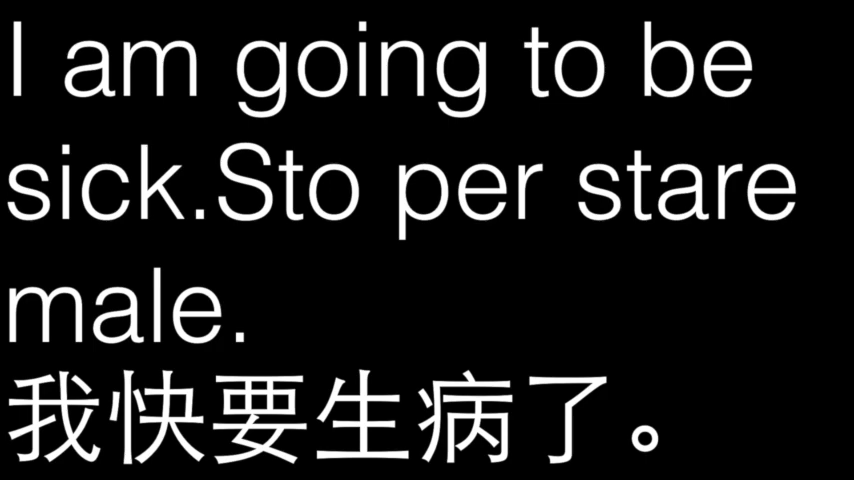 I am going to be
sick.Sto per stare
male.
我快要生病了。